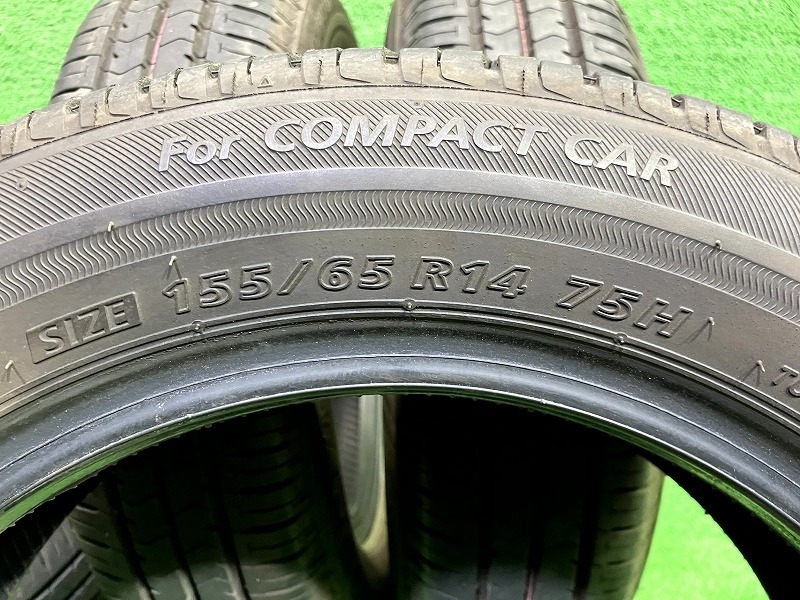 For COMPACT CAR
SIZE 155/65 R14 75H